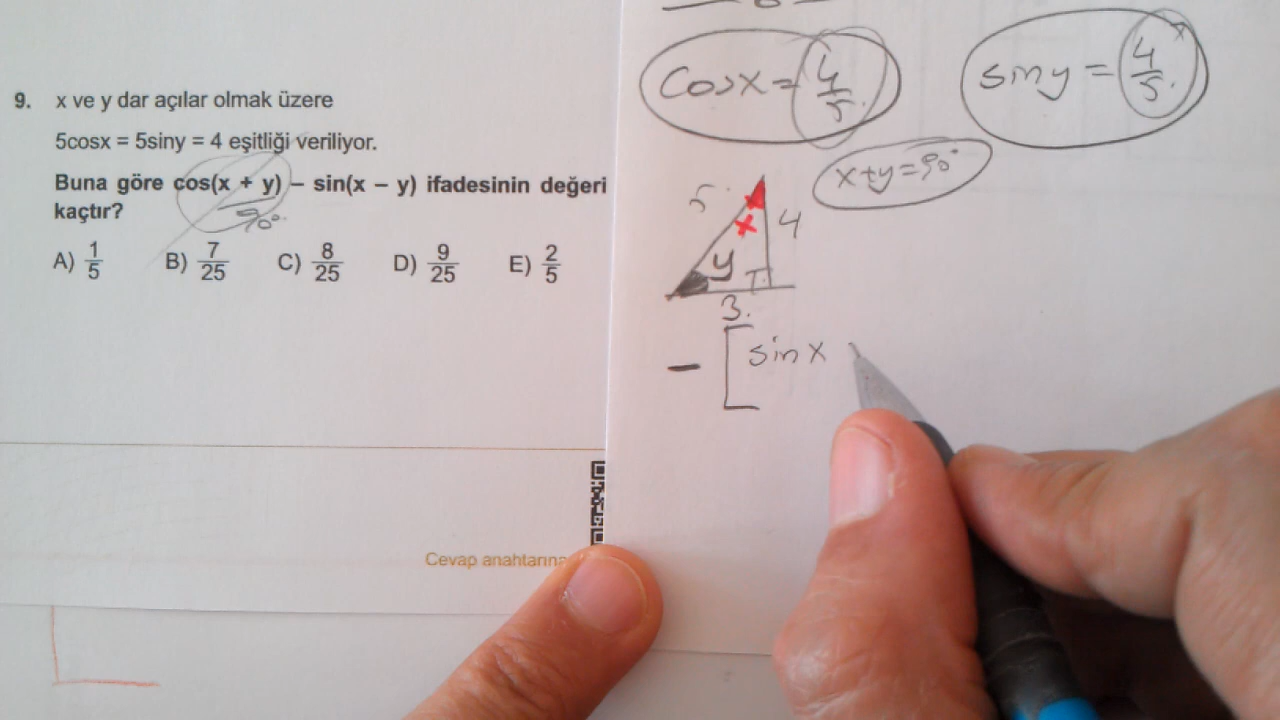 9. x ve y dar açılar olmak üzere
5cosx = 5siny = 4 eşitliği veriliyor.
Buna göre cos(x + y) – sin(x – y) ifadesinin değeri
kaçtır?
90°
A) 1/5 B) 7/25 C) 8/25 D) 9/25 E) 2/5
Cevap anahtarına
cosx = 4/5
siny = 4/5
x+y=90°
5
4
x
y
3
- [sinx